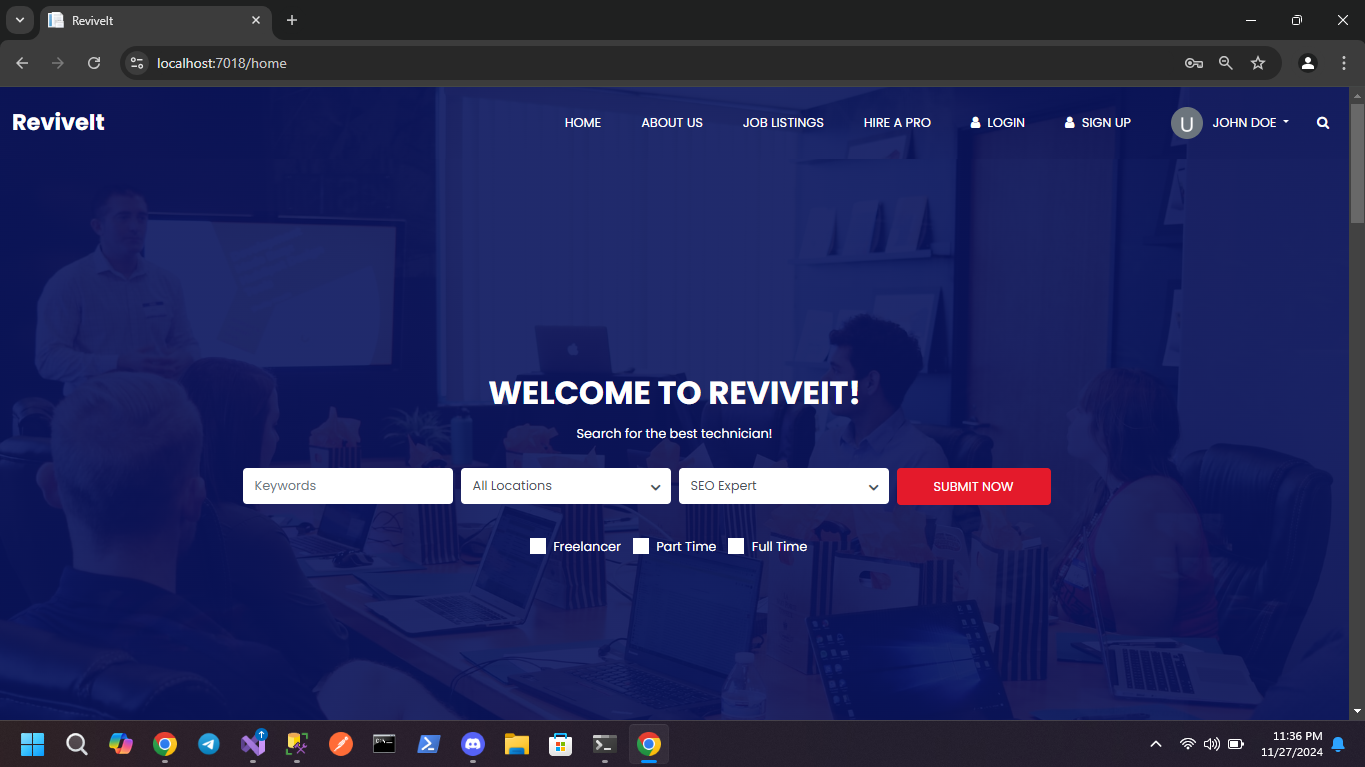 ReviveIt
localhost:7018/home
ReviveIt
HOME
ABOUT US
JOB LISTINGS
HIRE A PRO
LOGIN
SIGN UP
U
JOHN DOE
WELCOME TO REVIVEIT!
Search for the best technician!
Keywords
All Locations
SEO Expert
SUBMIT NOW
Freelancer
Part Time
Full Time
11:36 PM
11/27/2024